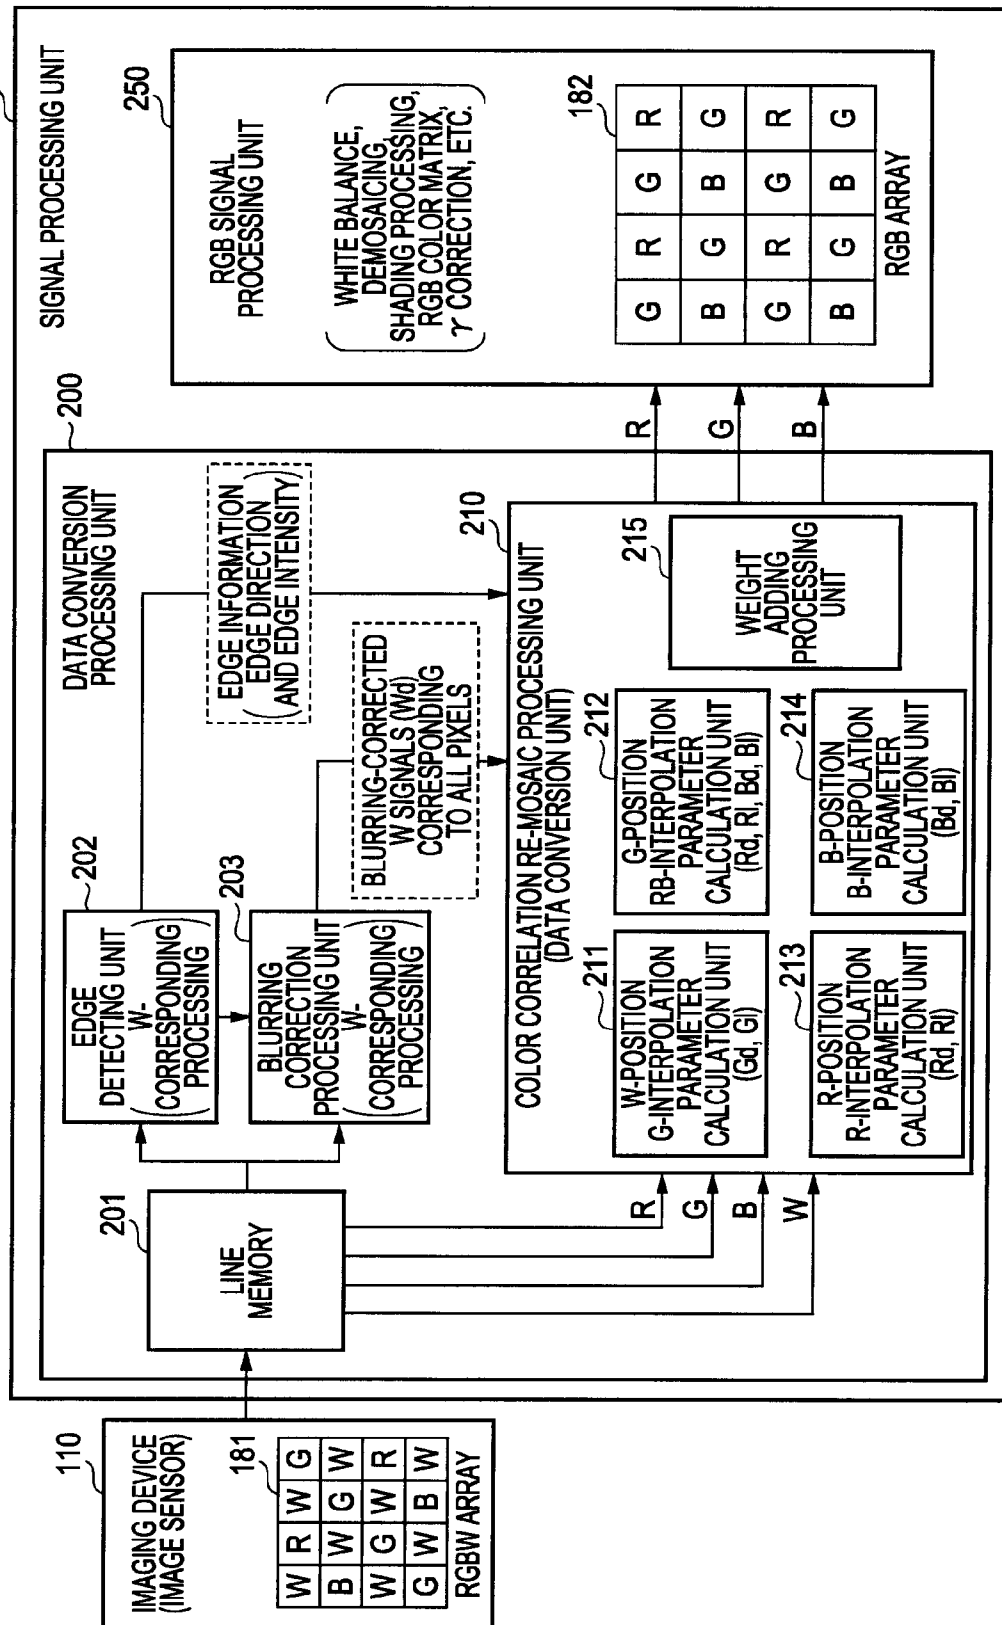 SIGNAL PROCESSING UNIT
110
IMAGING DEVICE
(IMAGE SENSOR)
181
W R W G
B W G W
W G W R
G W B W
RGBW ARRAY
200
DATA CONVERSION
PROCESSING UNIT
201
LINE
MEMORY
202
EDGE
DETECTING UNIT
(W-
CORRESPONDING
PROCESSING)
203
BLURRING
CORRECTION
PROCESSING UNIT
(W-
CORRESPONDING
PROCESSING)
EDGE INFORMATION
(EDGE DIRECTION
AND EDGE INTENSITY)
BLURRING-CORRECTED
W SIGNALS (Wd)
CORRESPONDING
TO ALL PIXELS
R
G
B
W
210
COLOR CORRELATION RE-MOSAIC PROCESSING UNIT
(DATA CONVERSION UNIT)
211
W-POSITION
G-INTERPOLATION
PARAMETER
CALCULATION UNIT
(Gd, Gl)
212
G-POSITION
RB-INTERPOLATION
PARAMETER
CALCULATION UNIT
(Rd, Rl, Bd, Bl)
213
R-POSITION
R-INTERPOLATION
PARAMETER
CALCULATION UNIT
(Rd, Rl)
214
B-POSITION
B-INTERPOLATION
PARAMETER
CALCULATION UNIT
(Bd, Bl)
215
WEIGHT
ADDING
PROCESSING
UNIT
R
G
B
250
RGB SIGNAL
PROCESSING UNIT
(WHITE BALANCE,
DEMOSAICING,
SHADING PROCESSING,
RGB COLOR MATRIX,
γ CORRECTION, ETC.)
182
G R G R
B G B G
G R G R
B G B G
RGB ARRAY